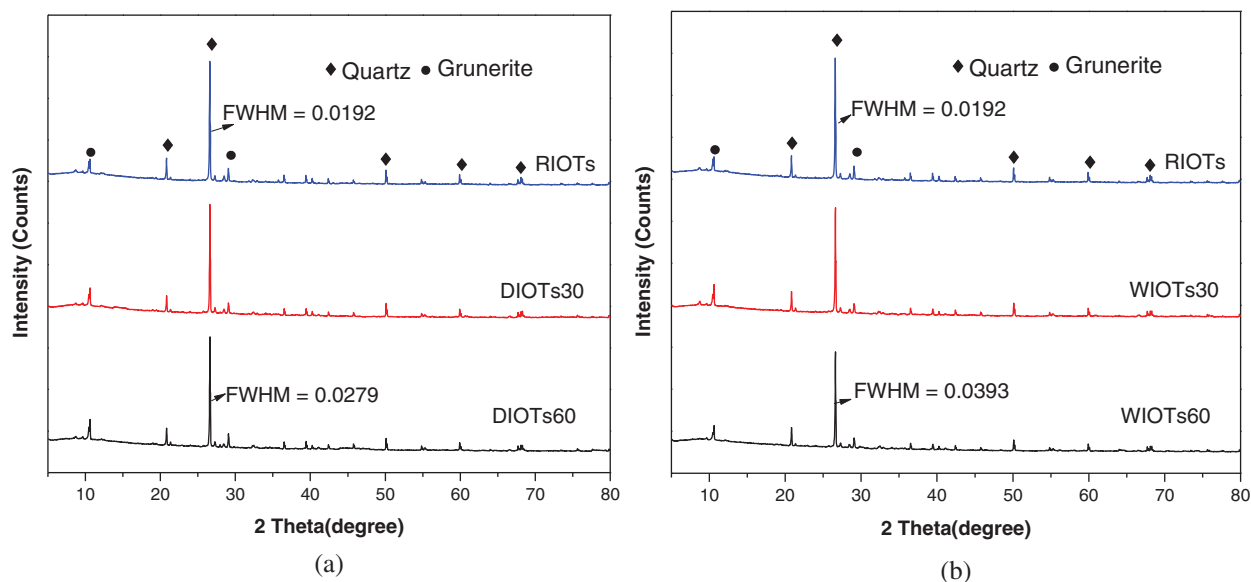 ◆Quartz ●Grunerite
FWHM = 0.0192
RIOTs
DIOTs30
FWHM = 0.0279
DIOTs60
Intensity (Counts)
10 20 30 40 50 60 70 80
2 Theta(degree)
(a)
◆Quartz ●Grunerite
FWHM = 0.0192
RIOTs
WIOTs30
FWHM = 0.0393
WIOTs60
Intensity (Counts)
10 20 30 40 50 60 70 80
2 Theta(degree)
(b)